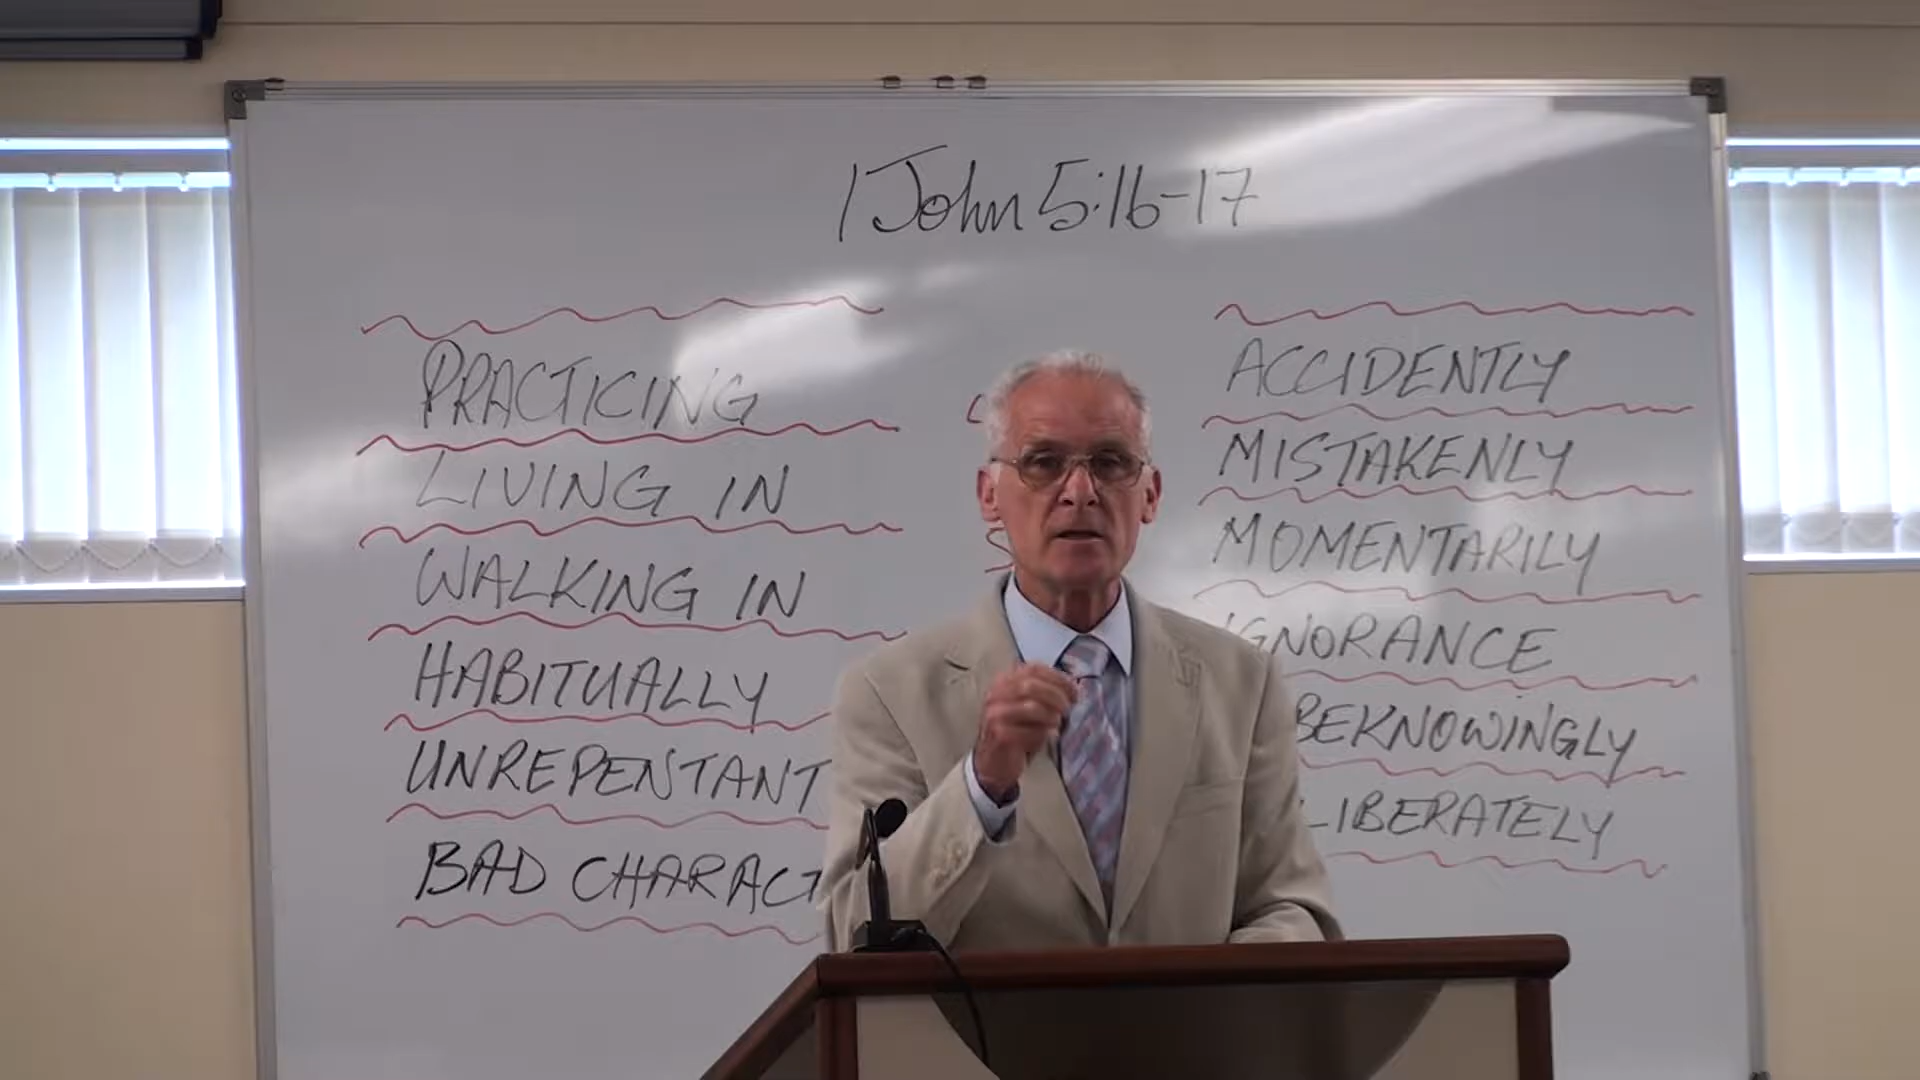 1 John 5:16-17
PRACTICING
LIVING IN
WALKING IN
HABITUALLY
UNREPENTANT
BAD CHARACT
ACCIDENTLY
MISTAKENLY
MOMENTARILY
IGNORANCE
BEKNOWINGLY
LIBERATELY